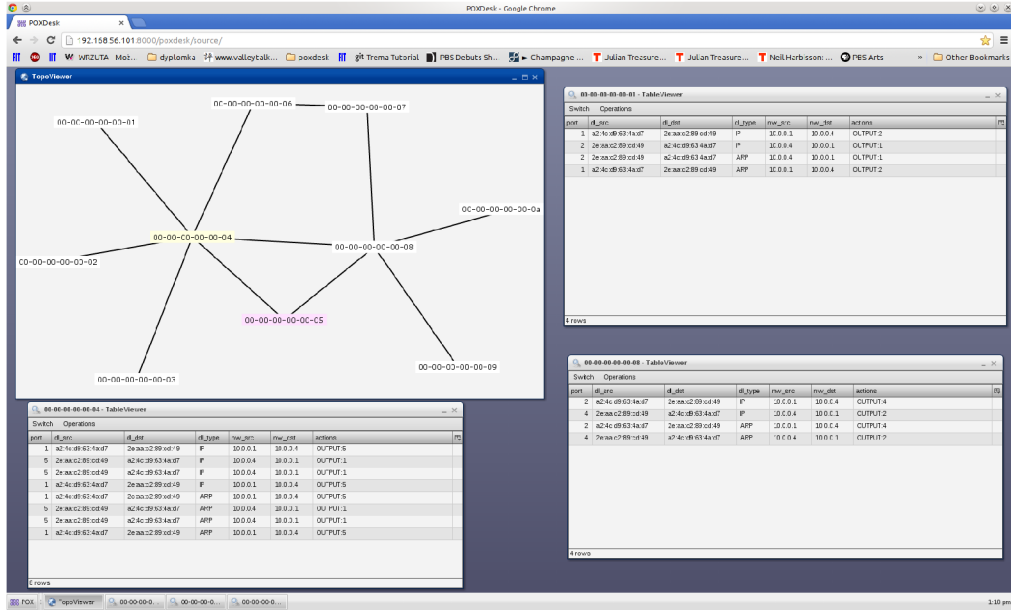 POXDesk - Google Chrome
POXDesk ×
192.168.56.101:8000/poxdesk/source/
W WRZUTA Moż... dyplomka www.valleytalk... poxdesk git Trema Tutorial PBS Debuts Sh... ► Champagne ... Julian Treasure... Julian Treasure... Neil Harbisson: ... PBS Arts » Other Bookmarks
TopoViewer
00-00-00-00-00-06
00-00-00-00-00-07
00-00-00-00-00-01
00-00-00-00-00-0a
00-00-00-00-00-04
00-00-00-00-00-08
00-00-00-00-00-02
00-00-00-00-00-05
00-00-00-00-00-09
00-00-00-00-00-03
00-00-00-00-00-01 - TableViewer
Switch Operations
port dl_src dl_dst dl_type nw_src nw_dst actions
1 a2:4c:d9:63:4a:d7 2e:aa:c2:89:cd:49 IP 10.0.0.1 10.0.0.4 OUTPUT:2
2 2e:aa:c2:89:cd:49 a2:4c:d9:63:4a:d7 IP 10.0.0.4 10.0.0.1 OUTPUT:1
2 2e:aa:c2:89:cd:49 a2:4c:d9:63:4a:d7 ARP 10.0.0.4 10.0.0.1 OUTPUT:1
1 a2:4c:d9:63:4a:d7 2e:aa:c2:89:cd:49 ARP 10.0.0.1 10.0.0.4 OUTPUT:2
4 rows
00-00-00-00-00-08 - TableViewer
Switch Operations
port dl_src dl_dst dl_type nw_src nw_dst actions
2 a2:4c:d9:63:4a:d7 2e:aa:c2:89:cd:49 IP 10.0.0.1 10.0.0.4 OUTPUT:4
4 2e:aa:c2:89:cd:49 a2:4c:d9:63:4a:d7 IP 10.0.0.4 10.0.0.1 OUTPUT:2
2 a2:4c:d9:63:4a:d7 2e:aa:c2:89:cd:49 ARP 10.0.0.1 10.0.0.4 OUTPUT:4
4 2e:aa:c2:89:cd:49 a2:4c:d9:63:4a:d7 ARP 10.0.0.4 10.0.0.1 OUTPUT:2
4 rows
00-00-00-00-00-04 - TableViewer
Switch Operations
port dl_src dl_dst dl_type nw_src nw_dst actions
1 a2:4c:d9:63:4a:d7 2e:aa:c2:89:cd:49 IP 10.0.0.1 10.0.0.4 OUTPUT:5
5 2e:aa:c2:89:cd:49 a2:4c:d9:63:4a:d7 IP 10.0.0.4 10.0.0.1 OUTPUT:1
5 2e:aa:c2:89:cd:49 a2:4c:d9:63:4a:d7 IP 10.0.0.4 10.0.0.1 OUTPUT:1
1 a2:4c:d9:63:4a:d7 2e:aa:c2:89:cd:49 IP 10.0.0.1 10.0.0.4 OUTPUT:5
1 a2:4c:d9:63:4a:d7 2e:aa:c2:89:cd:49 ARP 10.0.0.1 10.0.0.4 OUTPUT:5
5 2e:aa:c2:89:cd:49 a2:4c:d9:63:4a:d7 ARP 10.0.0.4 10.0.0.1 OUTPUT:1
5 2e:aa:c2:89:cd:49 a2:4c:d9:63:4a:d7 ARP 10.0.0.4 10.0.0.1 OUTPUT:1
1 a2:4c:d9:63:4a:d7 2e:aa:c2:89:cd:49 ARP 10.0.0.1 10.0.0.4 OUTPUT:5
8 rows
POX TopoViewer 00-00-00-0... 00-00-00-0... 00-00-00-0... 1:10 pm